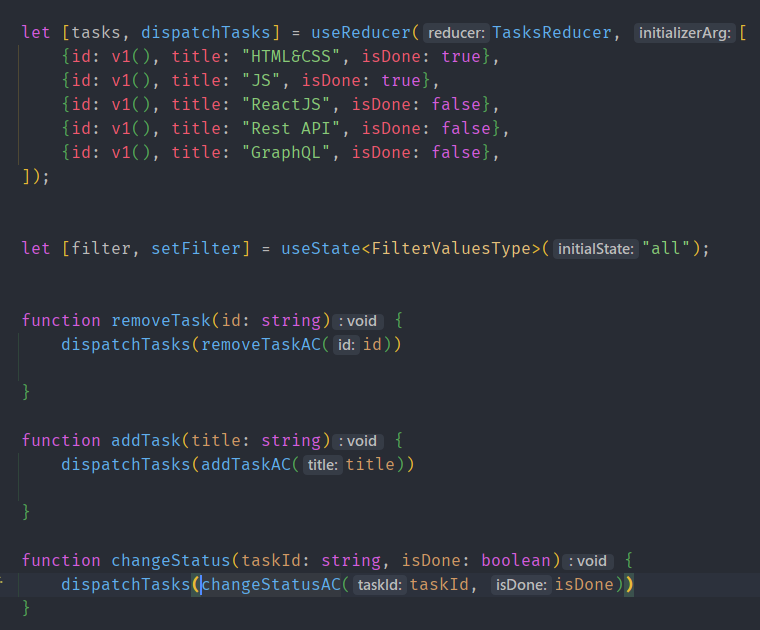 let [tasks, dispatchTasks] = useReducer( reducer: TasksReducer, initializerArg: [
    {id: v1(), title: "HTML&CSS", isDone: true},
    {id: v1(), title: "JS", isDone: true},
    {id: v1(), title: "ReactJS", isDone: false},
    {id: v1(), title: "Rest API", isDone: false},
    {id: v1(), title: "GraphQL", isDone: false},
]);
let [filter, setFilter] = useState<FilterValuesType>( initialState: "all");
function removeTask(id: string) : void {
    dispatchTasks(removeTaskAC( id: id))
}
function addTask(title: string) : void {
    dispatchTasks(addTaskAC( title: title))
}
function changeStatus(taskId: string, isDone: boolean) : void {
    dispatchTasks(changeStatusAC( taskId: taskId, isDone: isDone))
}